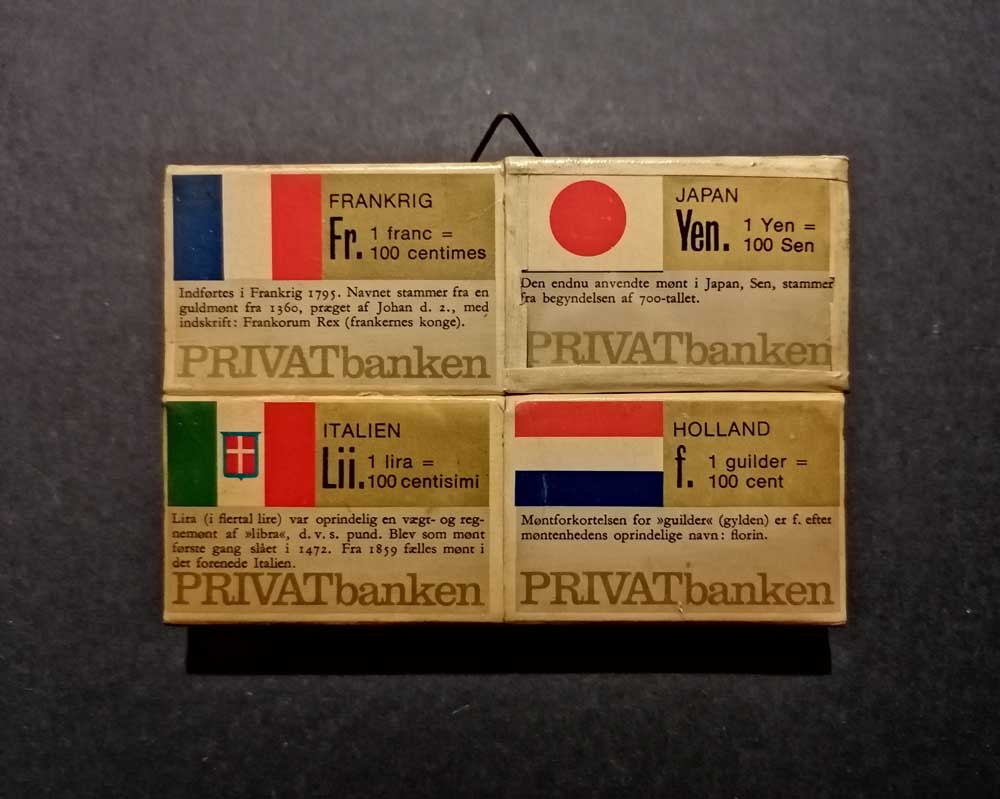 FRANKRIG
Fr. 1 franc =
100 centimes
Indførtes i Frankrig 1795. Navnet stammer fra en
guldmønt fra 1360, præget af Johan d. 2., med
indskrift: Frankorum Rex (frankernes konge).
PRIVATbanken
JAPAN
Yen. 1 Yen =
100 Sen
Den endnu anvendte mønt i Japan, Sen, stammer
fra begyndelsen af 700-tallet.
PRIVATbanken
ITALIEN
Lii. 1 lira =
100 centisimi
Lira (i flertal lire) var oprindelig en vægt- og reg-
nemønt af »libra«, d.v.s. pund. Blev som mønt
første gang slået i 1472. Fra 1859 fælles mønt i
det forenede Italien.
PRIVATbanken
HOLLAND
f. 1 guilder =
100 cent
Møntforkortelsen for »guilder« (gylden) er f. efter
møntenhedens oprindelige navn: florin.
PRIVATbanken